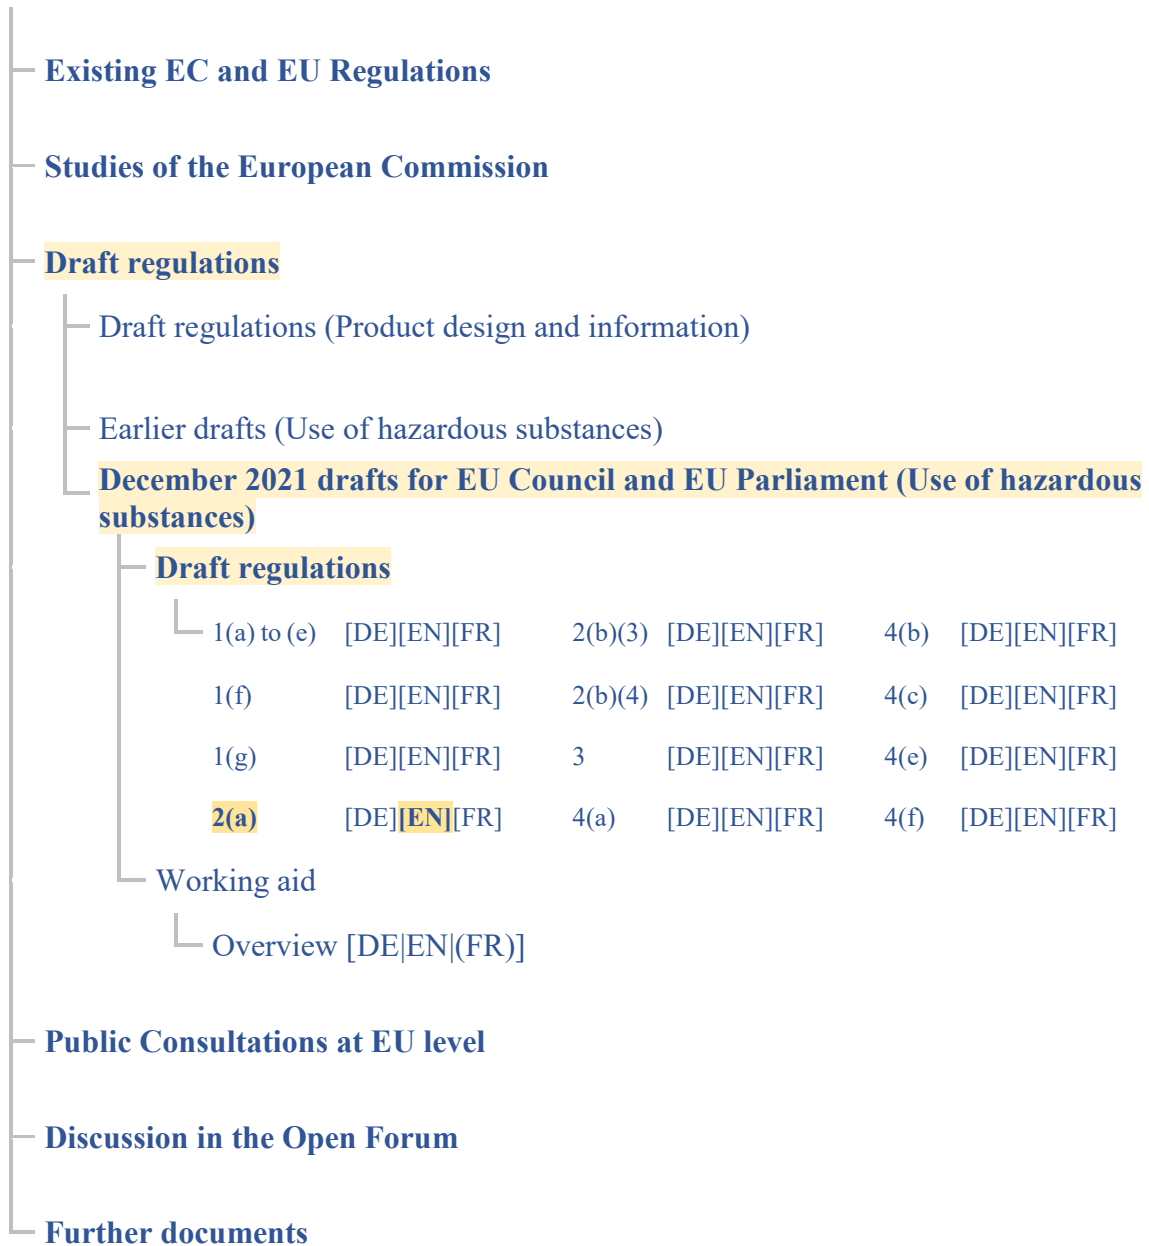 Existing EC and EU Regulations
Studies of the European Commission
Draft regulations
Draft regulations (Product design and information)
Earlier drafts (Use of hazardous substances)
December 2021 drafts for EU Council and EU Parliament (Use of hazardous
substances)
Draft regulations
1(a) to (e) [DE][EN][FR] 2(b)(3) [DE][EN][FR] 4(b) [DE][EN][FR]
1(f) [DE][EN][FR] 2(b)(4) [DE][EN][FR] 4(c) [DE][EN][FR]
1(g) [DE][EN][FR] 3 [DE][EN][FR] 4(e) [DE][EN][FR]
2(a) [DE][EN][FR] 4(a) [DE][EN][FR] 4(f) [DE][EN][FR]
Working aid
Overview [DE|EN|(FR)]
Public Consultations at EU level
Discussion in the Open Forum
Further documents